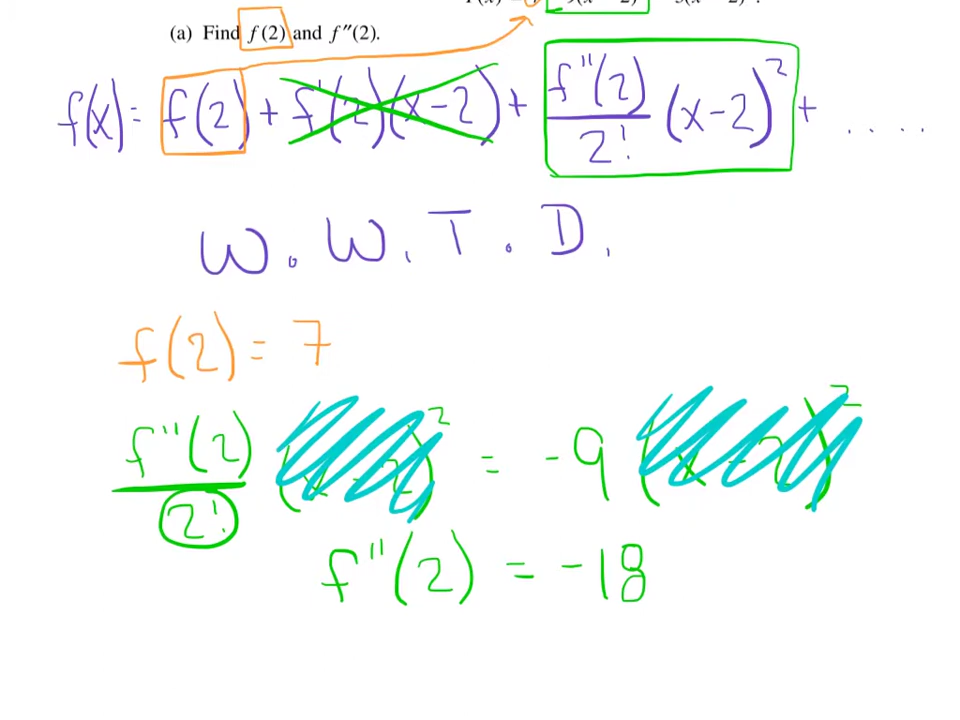 (a) Find f(2) and f″(2).
f(x) = f(2) + f'(2)(x-2) + f''(2)/2! (x-2)² + .....
W. W. T. D.
f(2) = 7
f''(2)/2! (x-2)² = -9 (x-2)²
f''(2) = -18